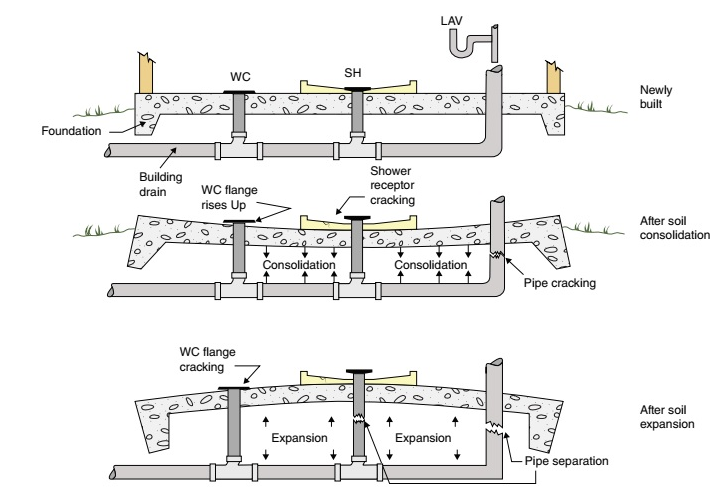 LAV
WC
SH
Newly
built
Foundation
Building
drain
WC flange
rises Up
Shower
receptor
cracking
After soil
consolidation
Consolidation
Consolidation
Pipe cracking
WC flange
cracking
After soil
expansion
Expansion
Expansion
Pipe separation